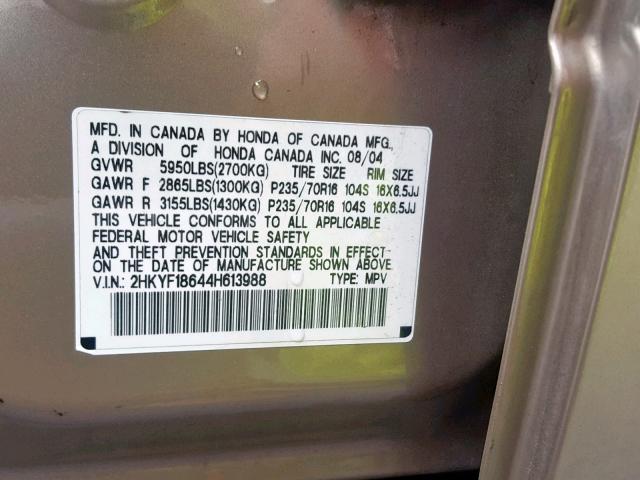 MFD. IN CANADA BY HONDA OF CANADA MFG.,
A DIVISION OF HONDA CANADA INC. 08/04
GVWR 5950LBS(2700KG) TIRE SIZE RIM SIZE
GAWR F 2865LBS(1300KG) P235/70R16 104S 16X6.5JJ
GAWR R 3155LBS(1430KG) P235/70R16 104S 16X6.5JJ
THIS VEHICLE CONFORMS TO ALL APPLICABLE
FEDERAL MOTOR VEHICLE SAFETY
AND THEFT PREVENTION STANDARDS IN EFFECT-
ON THE DATE OF MANUFACTURE SHOWN ABOVE.
V.I.N.: 2HKYF18644H613988 TYPE: MPV